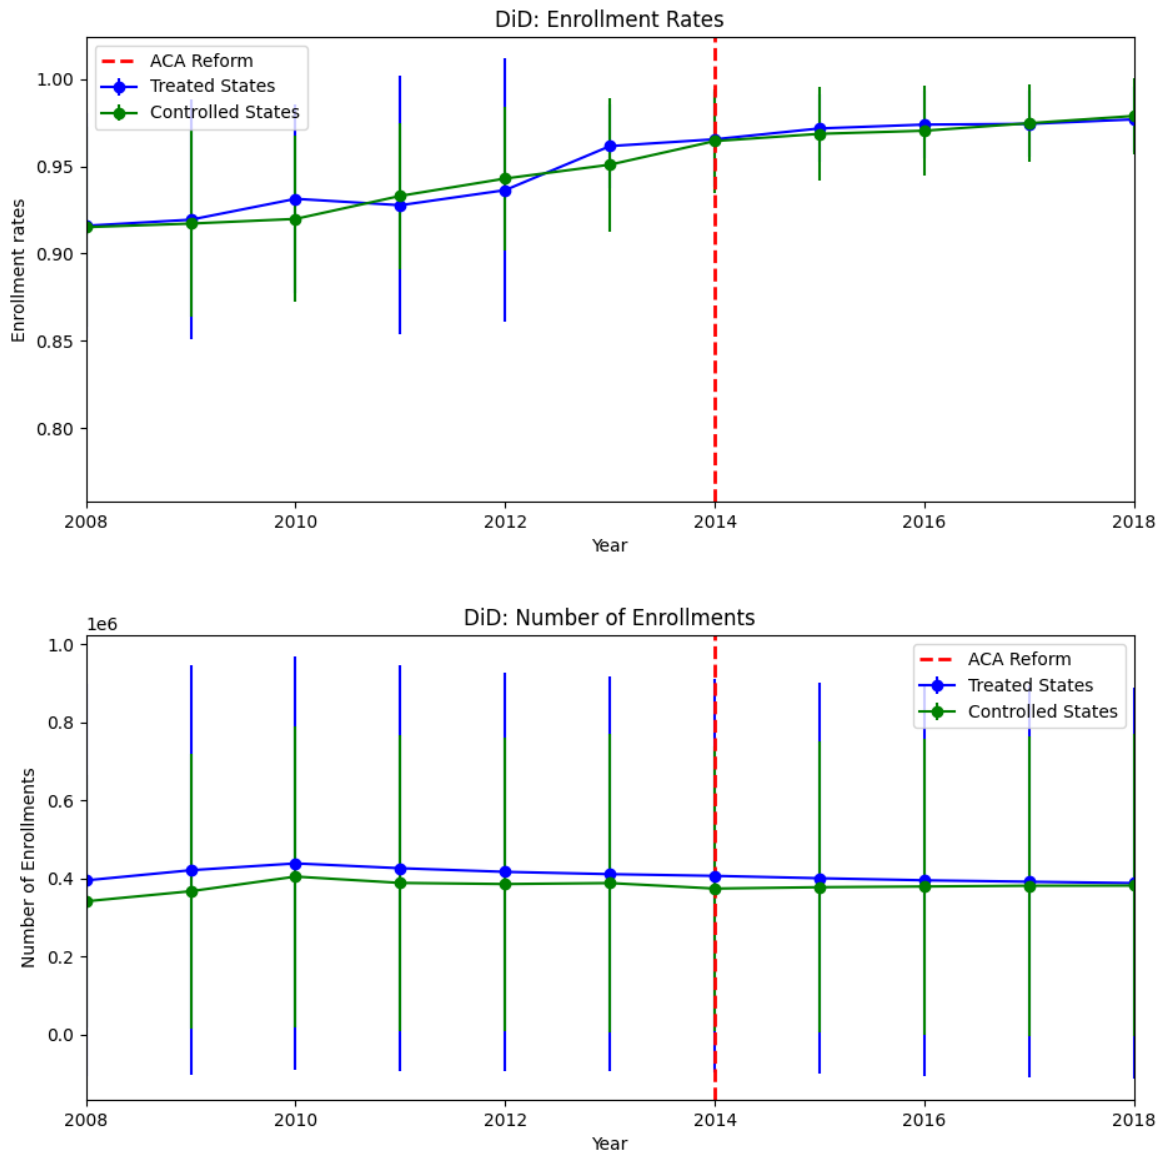 DiD: Enrollment Rates
ACA Reform
Treated States
Controlled States
1.00
0.95
0.90
0.85
0.80
Enrollment rates
2008
2010
2012
2014
2016
2018
Year
DiD: Number of Enrollments
1e6
ACA Reform
Treated States
Controlled States
1.0
0.8
0.6
0.4
0.2
0.0
Number of Enrollments
2008
2010
2012
2014
2016
2018
Year